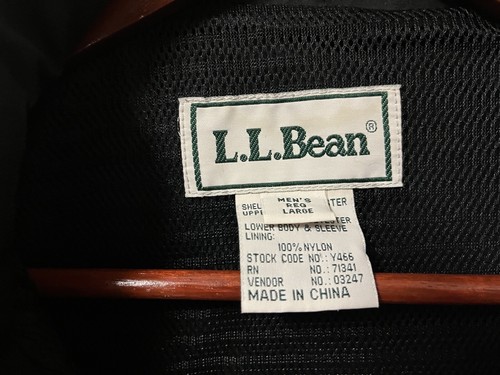 L.L.Bean®
MEN'S
REG
LARGE
LOWER BODY & SLEEVE
LINING:
100% NYLON
STOCK CODE NO.: Y466
RN NO.: 71341
VENDOR NO.: 03247
MADE IN CHINA